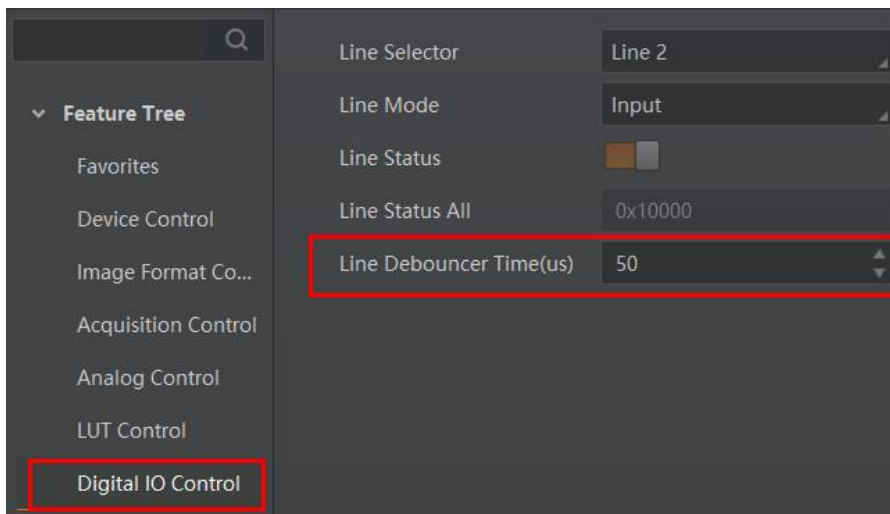 Feature Tree
Favorites
Device Control
Image Format Co...
Acquisition Control
Analog Control
LUT Control
Digital IO Control
Line Selector Line 2
Line Mode Input
Line Status
Line Status All 0x10000
Line Debouncer Time(us) 50